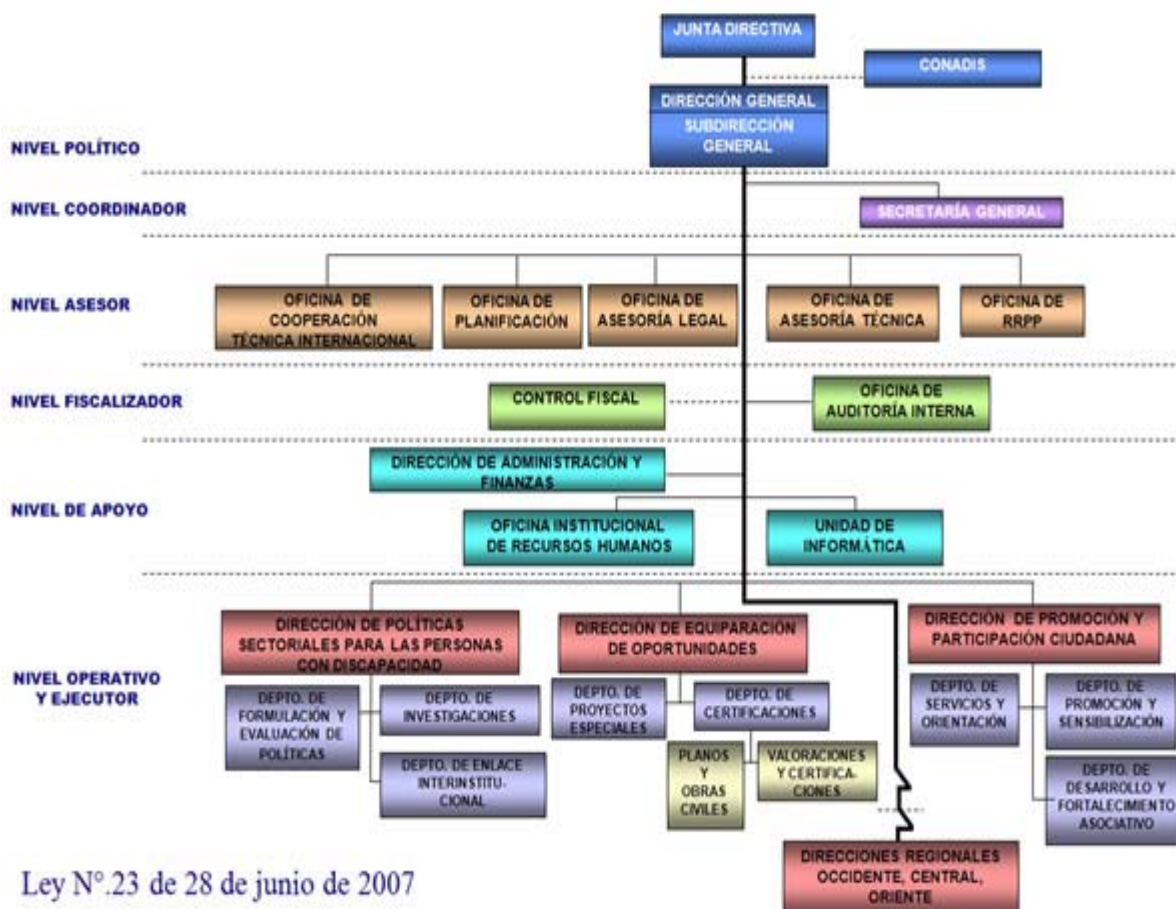 JUNTA DIRECTIVA
CONADIS
DIRECCIÓN GENERAL
SUBDIRECCIÓN
GENERAL
NIVEL POLÍTICO
NIVEL COORDINADOR
SECRETARÍA GENERAL
NIVEL ASESOR
OFICINA DE
COOPERACIÓN
TÉCNICA INTERNACIONAL
OFICINA DE
PLANIFICACIÓN
OFICINA DE
ASESORÍA LEGAL
OFICINA DE
ASESORÍA TÉCNICA
OFICINA DE
RRPP
NIVEL FISCALIZADOR
CONTROL FISCAL
OFICINA DE
AUDITORÍA INTERNA
NIVEL DE APOYO
DIRECCIÓN DE ADMINISTRACIÓN Y
FINANZAS
OFICINA INSTITUCIONAL
DE RECURSOS HUMANOS
UNIDAD DE
INFORMÁTICA
NIVEL OPERATIVO
Y EJECUTOR
DIRECCIÓN DE POLÍTICAS
SECTORIALES PARA LAS PERSONAS
CON DISCAPACIDAD
DEPTO. DE
FORMULACIÓN Y
EVALUACIÓN DE
POLÍTICAS
DEPTO. DE
INVESTIGACIONES
DEPTO. DE ENLACE
INTERINSTITU-
CIONAL
DIRECCIÓN DE EQUIPARACIÓN
DE OPORTUNIDADES
DEPTO. DE
PROYECTOS
ESPECIALES
DEPTO. DE
CERTIFICACIONES
PLANOS
Y
OBRAS
CIVILES
VALORACIONES
Y CERTIFICA-
CIONES
DIRECCIÓN DE PROMOCIÓN Y
PARTICIPACIÓN CIUDADANA
DEPTO. DE
SERVICIOS Y
ORIENTACIÓN
DEPTO. DE
PROMOCIÓN Y
SENSIBILIZACIÓN
DEPTO. DE
DESARROLLO Y
FORTALECIMIENTO
ASOCIATIVO
DIRECCIONES REGIONALES
OCCIDENTE, CENTRAL,
ORIENTE
Ley N°.23 de 28 de junio de 2007